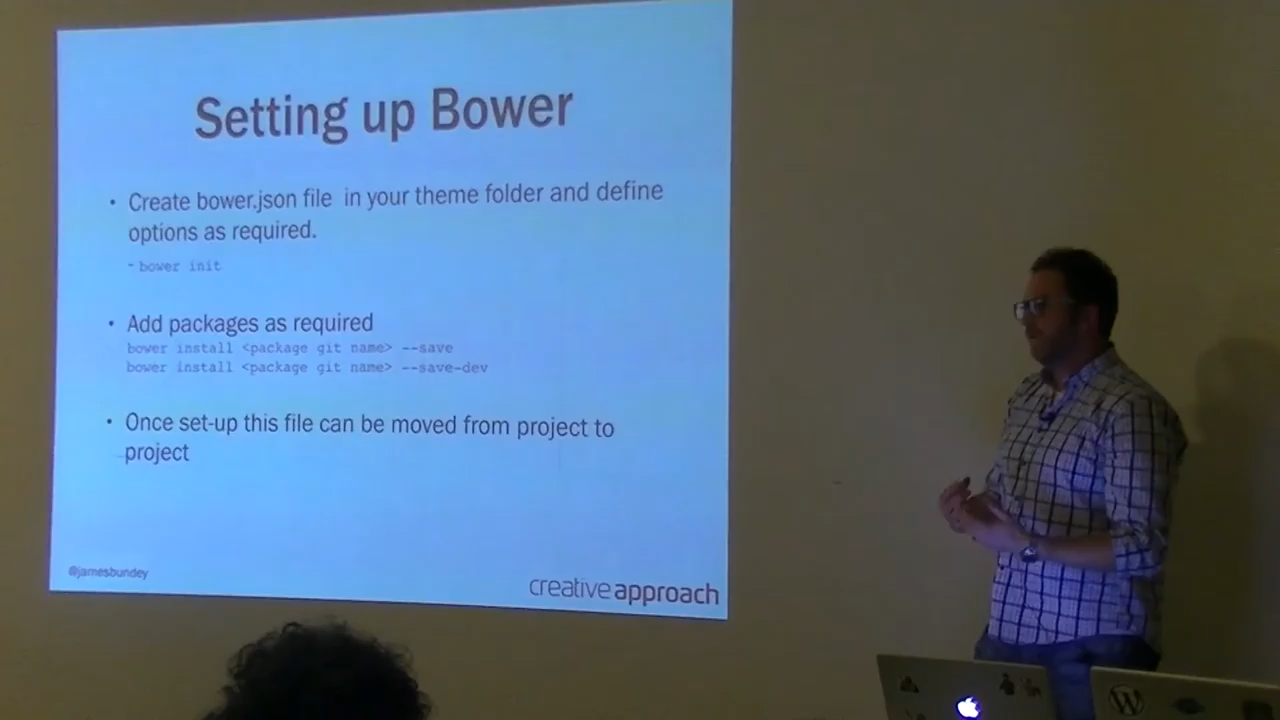 Setting up Bower
• Create bower.json file in your theme folder and define
options as required.
- bower init
• Add packages as required
bower install <package git name> --save
bower install <package git name> --save-dev
• Once set-up this file can be moved from project to
project
@jamesbundey
creativeapproach